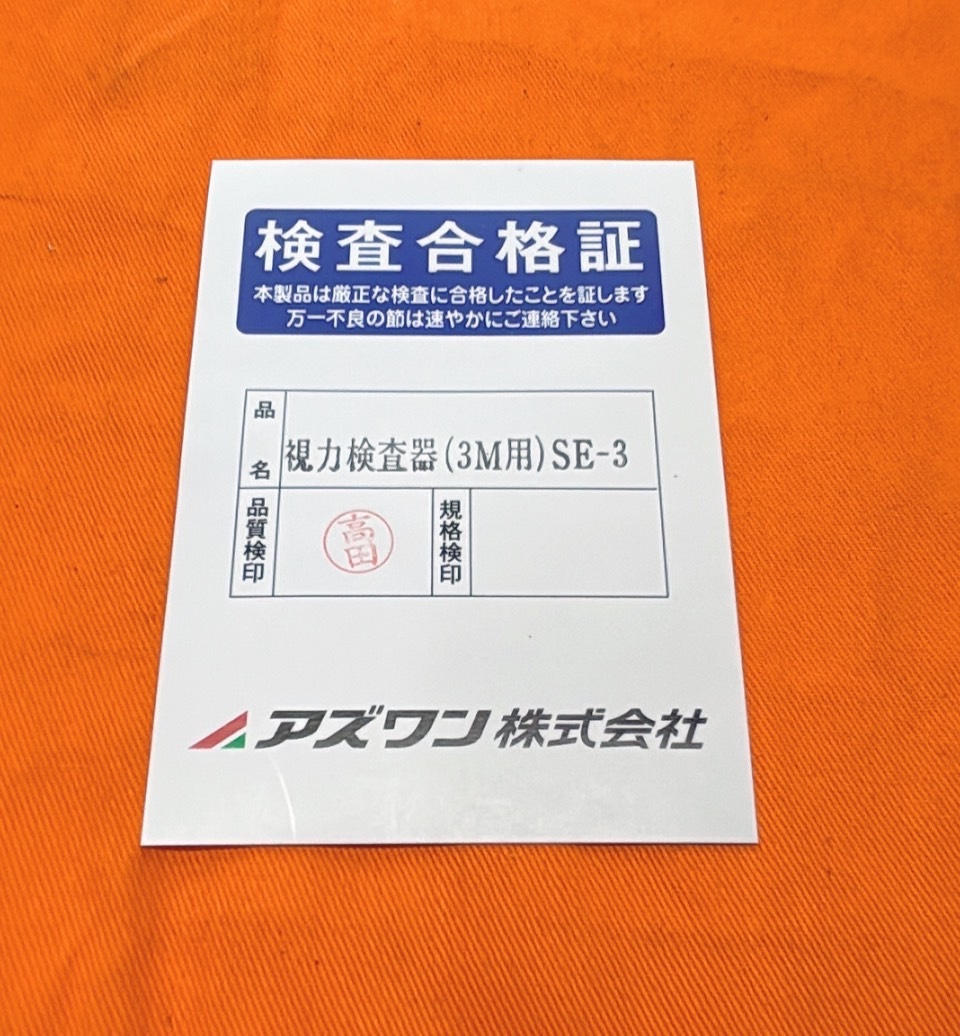 検査合格証
本製品は厳正な検査に合格したことを証します
万一不良の節は速やかにご連絡下さい
品名
視力検査器(3M用)SE-3
品質検印
高田
規格検印
アズワン株式会社